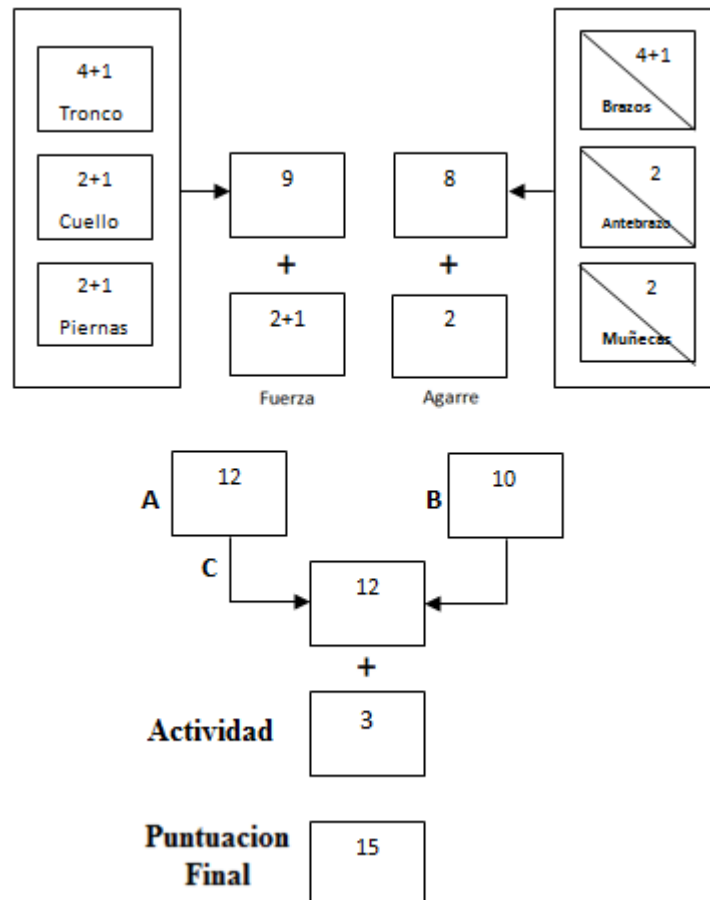 4+1
Tronco
2+1
Cuello
2+1
Piernas
9
+
2+1
Fuerza
8
+
2
Agarre
4+1
Brazos
2
Antebrazo
2
Muñecas
A
12
B
10
C
12
+
Actividad
3
Puntuacion
Final
15